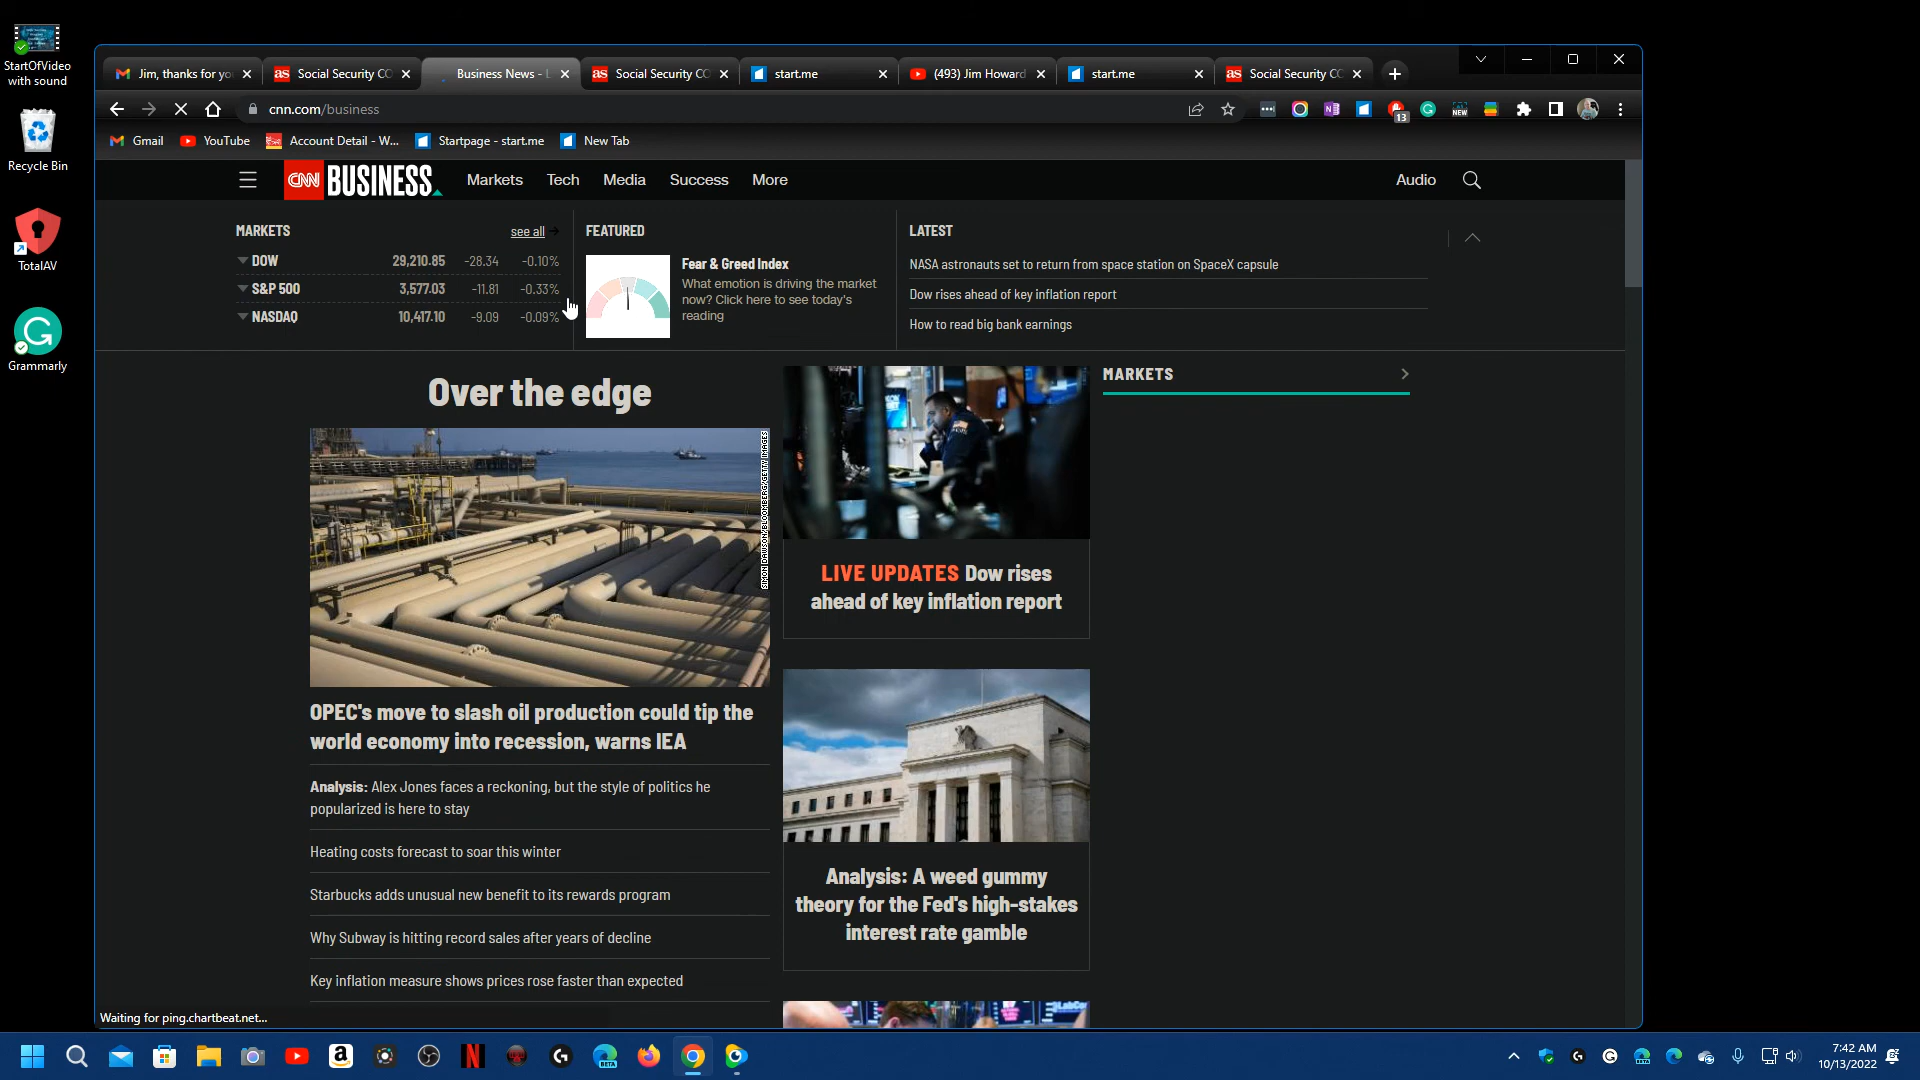 StartOfVideo
with sound
Recycle Bin
TotalAV
Grammarly
Jim, thanks for yo
Social Security CO
Business News - L
Social Security CO
start.me
(493) Jim Howard
start.me
Social Security CO
cnn.com/business
NEW
13
Gmail
YouTube
Account Detail - W...
Startpage - start.me
New Tab
CNN BUSINESS
Markets
Tech
Media
Success
More
Audio
MARKETS
see all
DOW 29,210.85 -28.34 -0.10%
S&P 500 3,577.03 -11.81 -0.33%
NASDAQ 10,417.10 -9.09 -0.09%
FEATURED
Fear & Greed Index
What emotion is driving the market
now? Click here to see today's
reading
LATEST
NASA astronauts set to return from space station on SpaceX capsule
Dow rises ahead of key inflation report
How to read big bank earnings
Over the edge
SIMON DAWSON/BLOOMBERG/GETTY IMAGES
OPEC's move to slash oil production could tip the
world economy into recession, warns IEA
Analysis: Alex Jones faces a reckoning, but the style of politics he
popularized is here to stay
Heating costs forecast to soar this winter
Starbucks adds unusual new benefit to its rewards program
Why Subway is hitting record sales after years of decline
Key inflation measure shows prices rose faster than expected
LIVE UPDATES Dow rises
ahead of key inflation report
Analysis: A weed gummy
theory for the Fed's high-stakes
interest rate gamble
MARKETS
Waiting for ping.chartbeat.net...
7:42 AM
10/13/2022